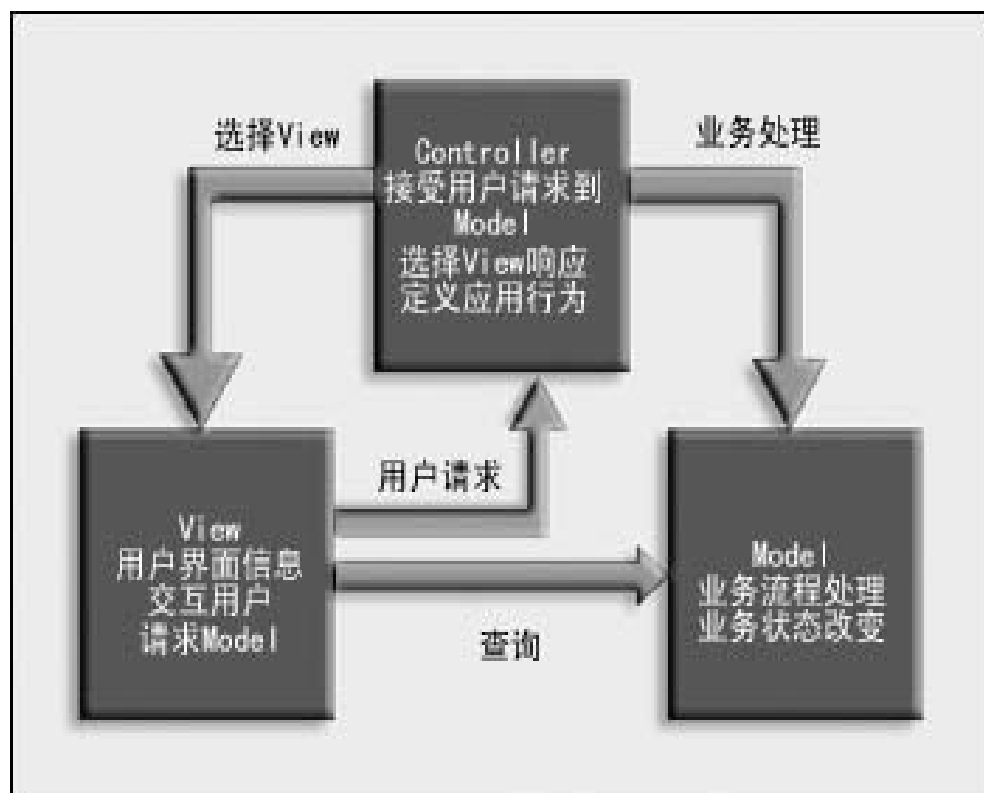 选择View
业务处理
Controller
接受用户请求到
Model
选择View响应
定义应用行为
用户请求
View
用户界面信息
交互用户
请求Model
查询
Model
业务流程处理
业务状态改变